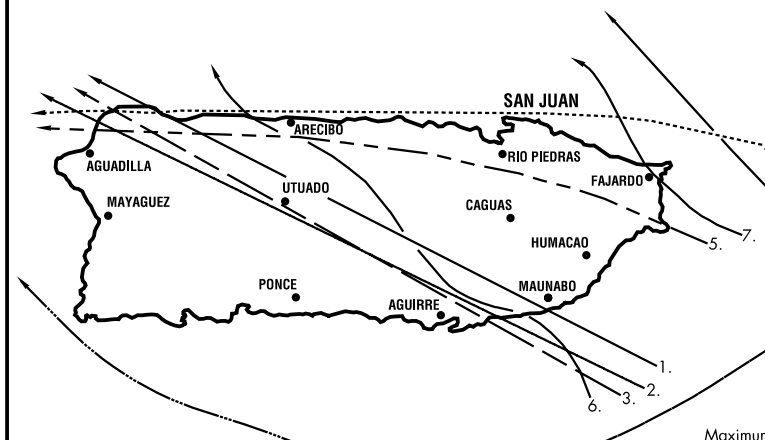 SAN JUAN
ARECIBO
RIO PIEDRAS
AGUADILLA
FAJARDO
UTUADO
MAYAGUEZ
CAGUAS
7.
5.
HUMACAO
PONCE
MAUNABO
AGUIRRE
1.
2.
3.
6.
Maximum